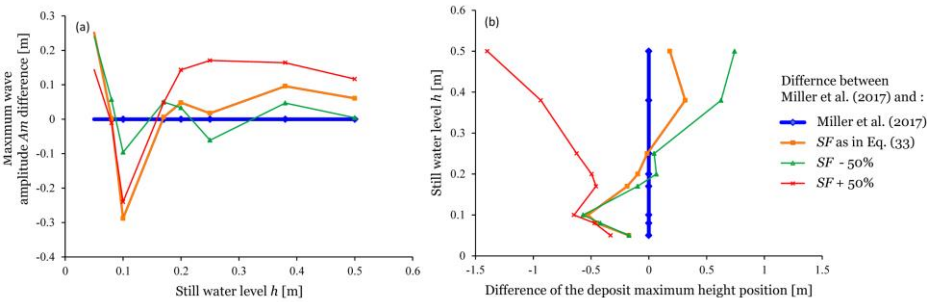 (a)
Maximum wave
amplitude Am difference [m]
0.3
0.2
0.1
0
-0.1
-0.2
-0.3
-0.4
0 0.1 0.2 0.3 0.4 0.5 0.6
Still water level h [m]
(b)
Still water level h [m]
0.6
0.5
0.4
0.3
0.2
0.1
0
-1.5 -1 -0.5 0 0.5 1 1.5
Difference of the deposit maximum height position [m]
Differnce between
Miller et al. (2017) and :
Miller et al. (2017)
SF as in Eq. (33)
SF - 50%
SF + 50%